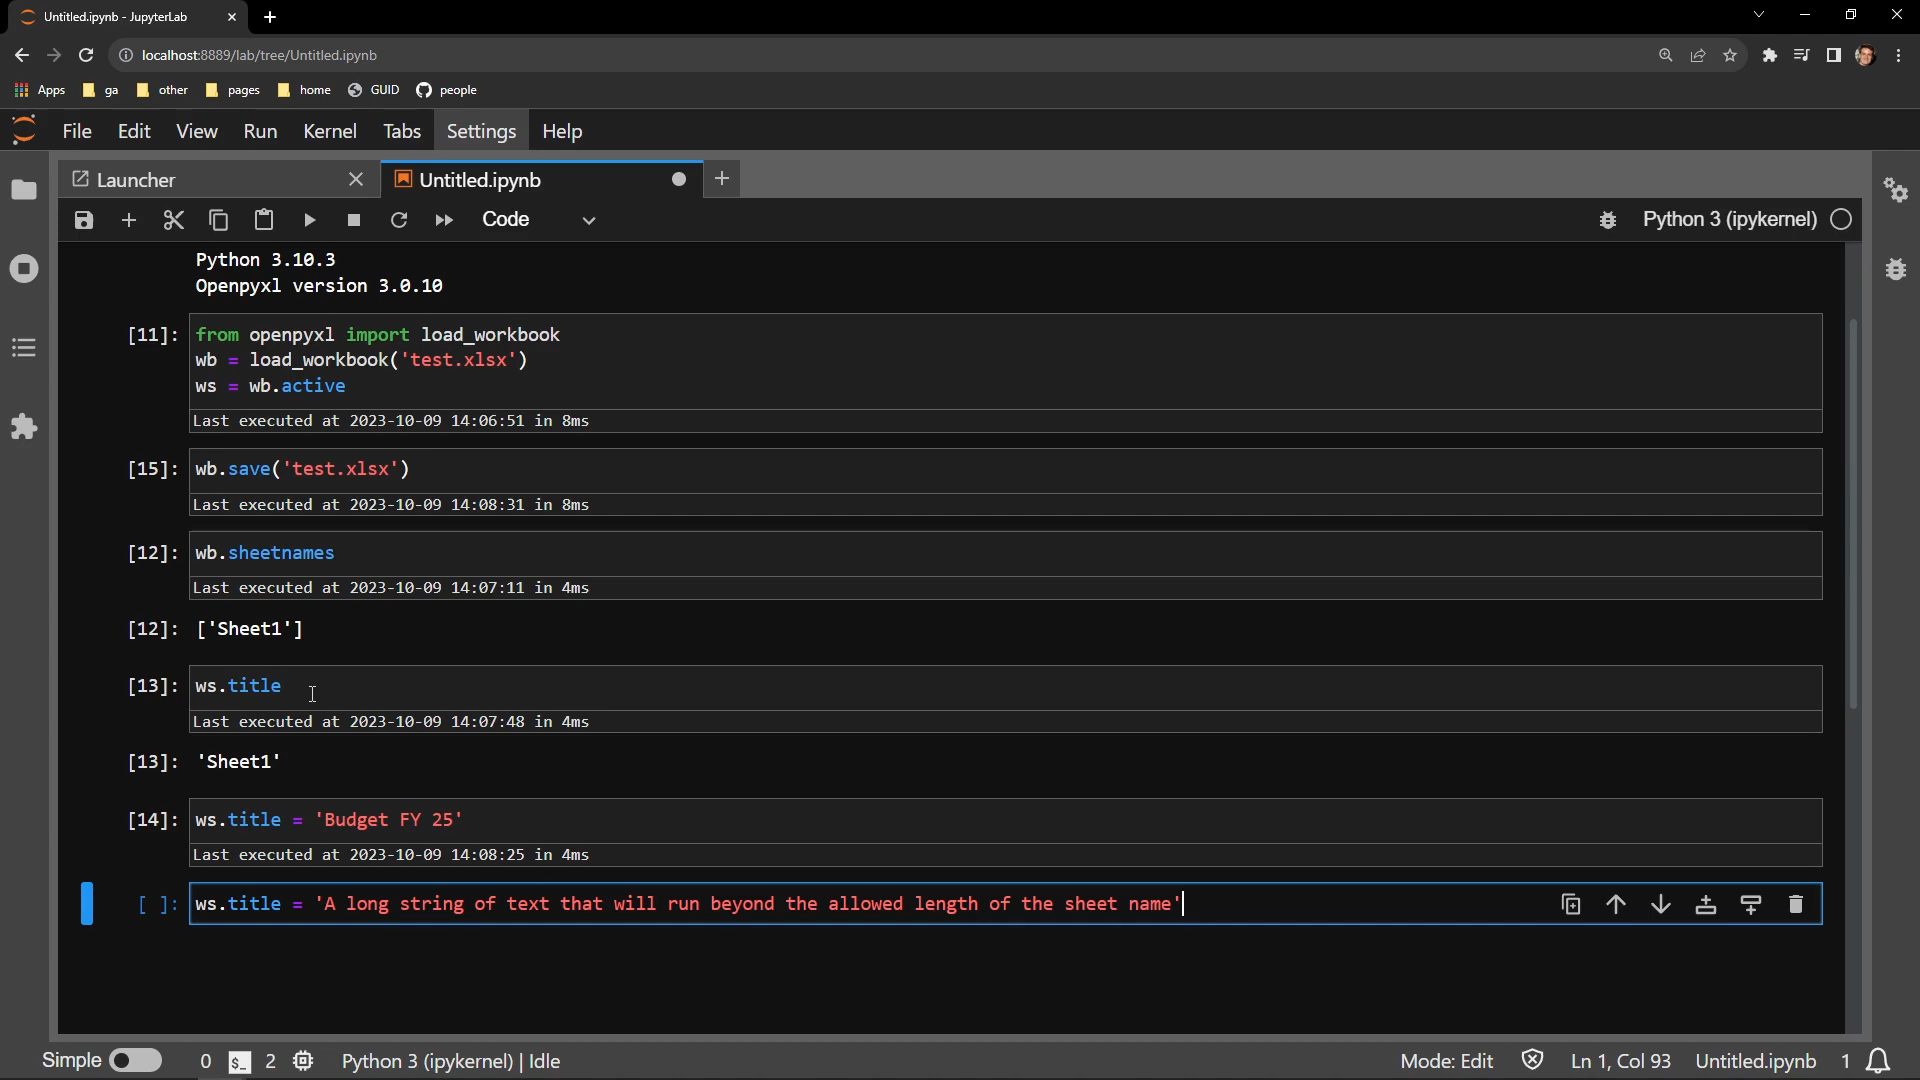 Untitled.ipynb - JupyterLab
localhost:8889/lab/tree/Untitled.ipynb
Apps ga other pages home GUID people
File Edit View Run Kernel Tabs Settings Help
Launcher Untitled.ipynb
Code Python 3 (ipykernel)
Python 3.10.3
Openpyxl version 3.0.10
[11]: from openpyxl import load_workbook
wb = load_workbook('test.xlsx')
ws = wb.active
Last executed at 2023-10-09 14:06:51 in 8ms
[15]: wb.save('test.xlsx')
Last executed at 2023-10-09 14:08:31 in 8ms
[12]: wb.sheetnames
Last executed at 2023-10-09 14:07:11 in 4ms
[12]: ['Sheet1']
[13]: ws.title
Last executed at 2023-10-09 14:07:48 in 4ms
[13]: 'Sheet1'
[14]: ws.title = 'Budget FY 25'
Last executed at 2023-10-09 14:08:25 in 4ms
[ ]: ws.title = 'A long string of text that will run beyond the allowed length of the sheet name'
Simple 0 $_ 2 Python 3 (ipykernel) | Idle Mode: Edit Ln 1, Col 93 Untitled.ipynb 1